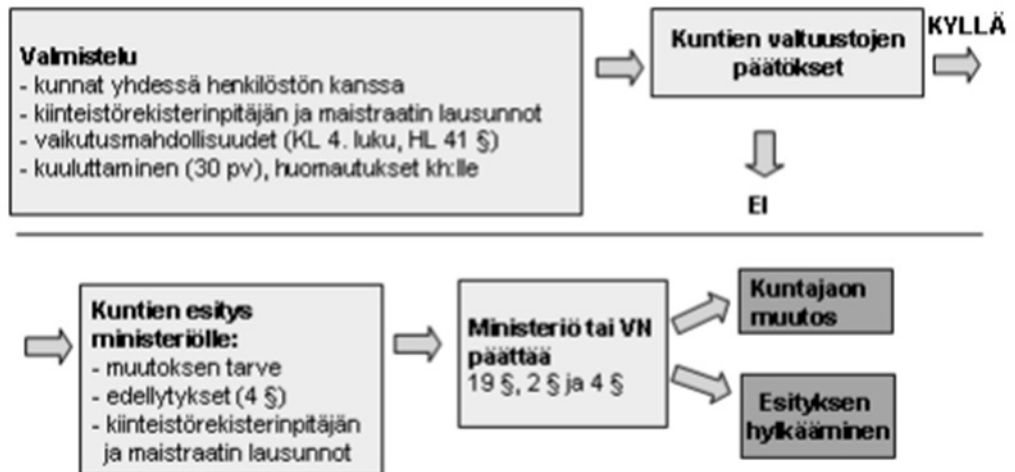 Valmistelu
- kunnat yhdessä henkilöstön kanssa
- kiinteistörekisterinpitäjän ja maistraatin lausunnot
- vaikutusmahdollisuudet (KL 4. luku, HL 41 §)
- kuuluttaminen (30 pv), huomautukset kh:lle
Kuntien valtuustojen
päätökset
KYLLÄ
EI
Kuntien esitys
ministeriölle:
- muutoksen tarve
- edellytykset (4 §)
- kiinteistörekisterinpitäjän
ja maistraatin lausunnot
Ministeriö tai VN
päättää
19 §, 2 § ja 4 §
Kuntajaon
muutos
Esityksen
hylkääminen